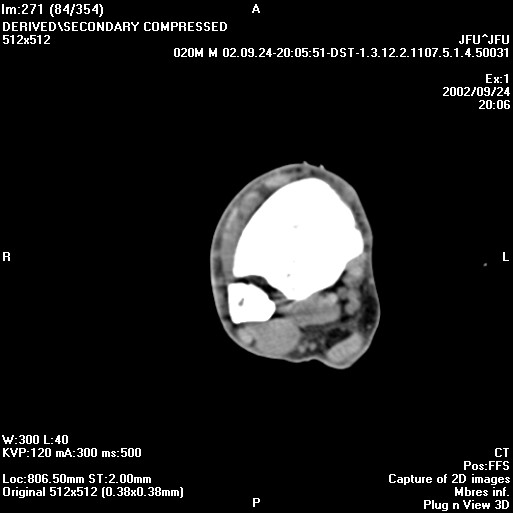 Im:271 (84/354)
A
DERIVED\SECONDARY COMPRESSED
512x512
JFU^JFU
020M M 02.09.24-20:05:51-DST-1.3.12.2.1107.5.1.4.50031
Ex:1
2002/09/24
20:06
R
L
W:300 L:40
KVP:120 mA:300 ms:500
CT
Pos:FFS
Loc:806.50mm ST:2.00mm
Capture of 2D images
Original 512x512 (0.38x0.38mm)
Mbres inf.
P
Plug n View 3D